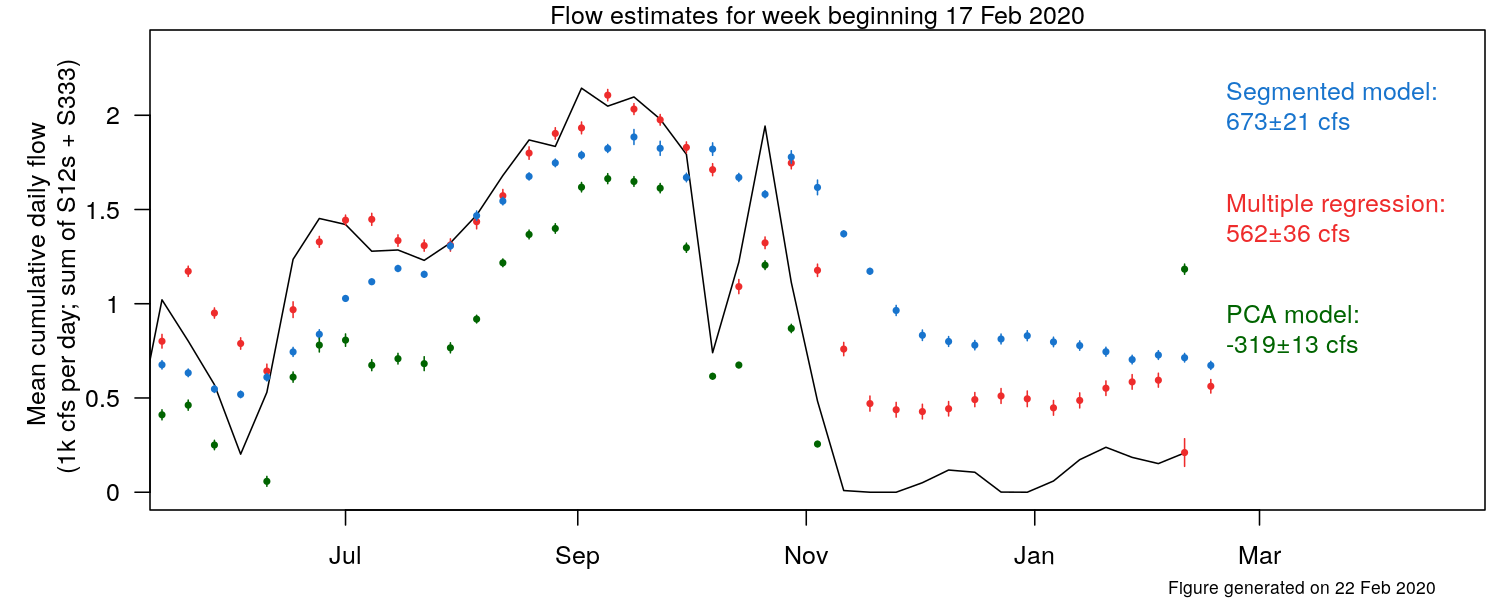 Flow estimates for week beginning 17 Feb 2020
Mean cumulative daily flow
(1k cfs per day; sum of S12s + S333)
2
1.5
1
0.5
0
Segmented model:
673±21 cfs
Multiple regression:
562±36 cfs
PCA model:
-319±13 cfs
Jul
Sep
Nov
Jan
Mar
FIgure generated on 22 Feb 2020